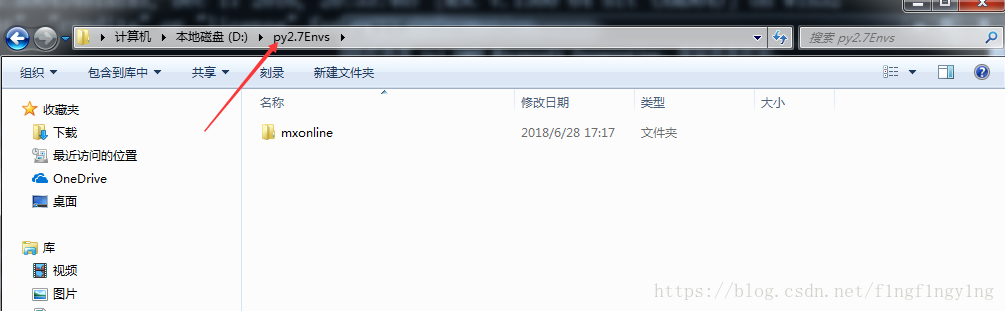 计算机 本地磁盘 (D:) py2.7Envs 搜索 py2.7Envs
组织 包含到库中 共享 刻录 新建文件夹
名称 修改日期 类型 大小
收藏夹
下载
mxonline 2018/6/28 17:17 文件夹
最近访问的位置
OneDrive
桌面
库
视频
图片
https://blog.csdn.net/f1ngf1ngy1ng